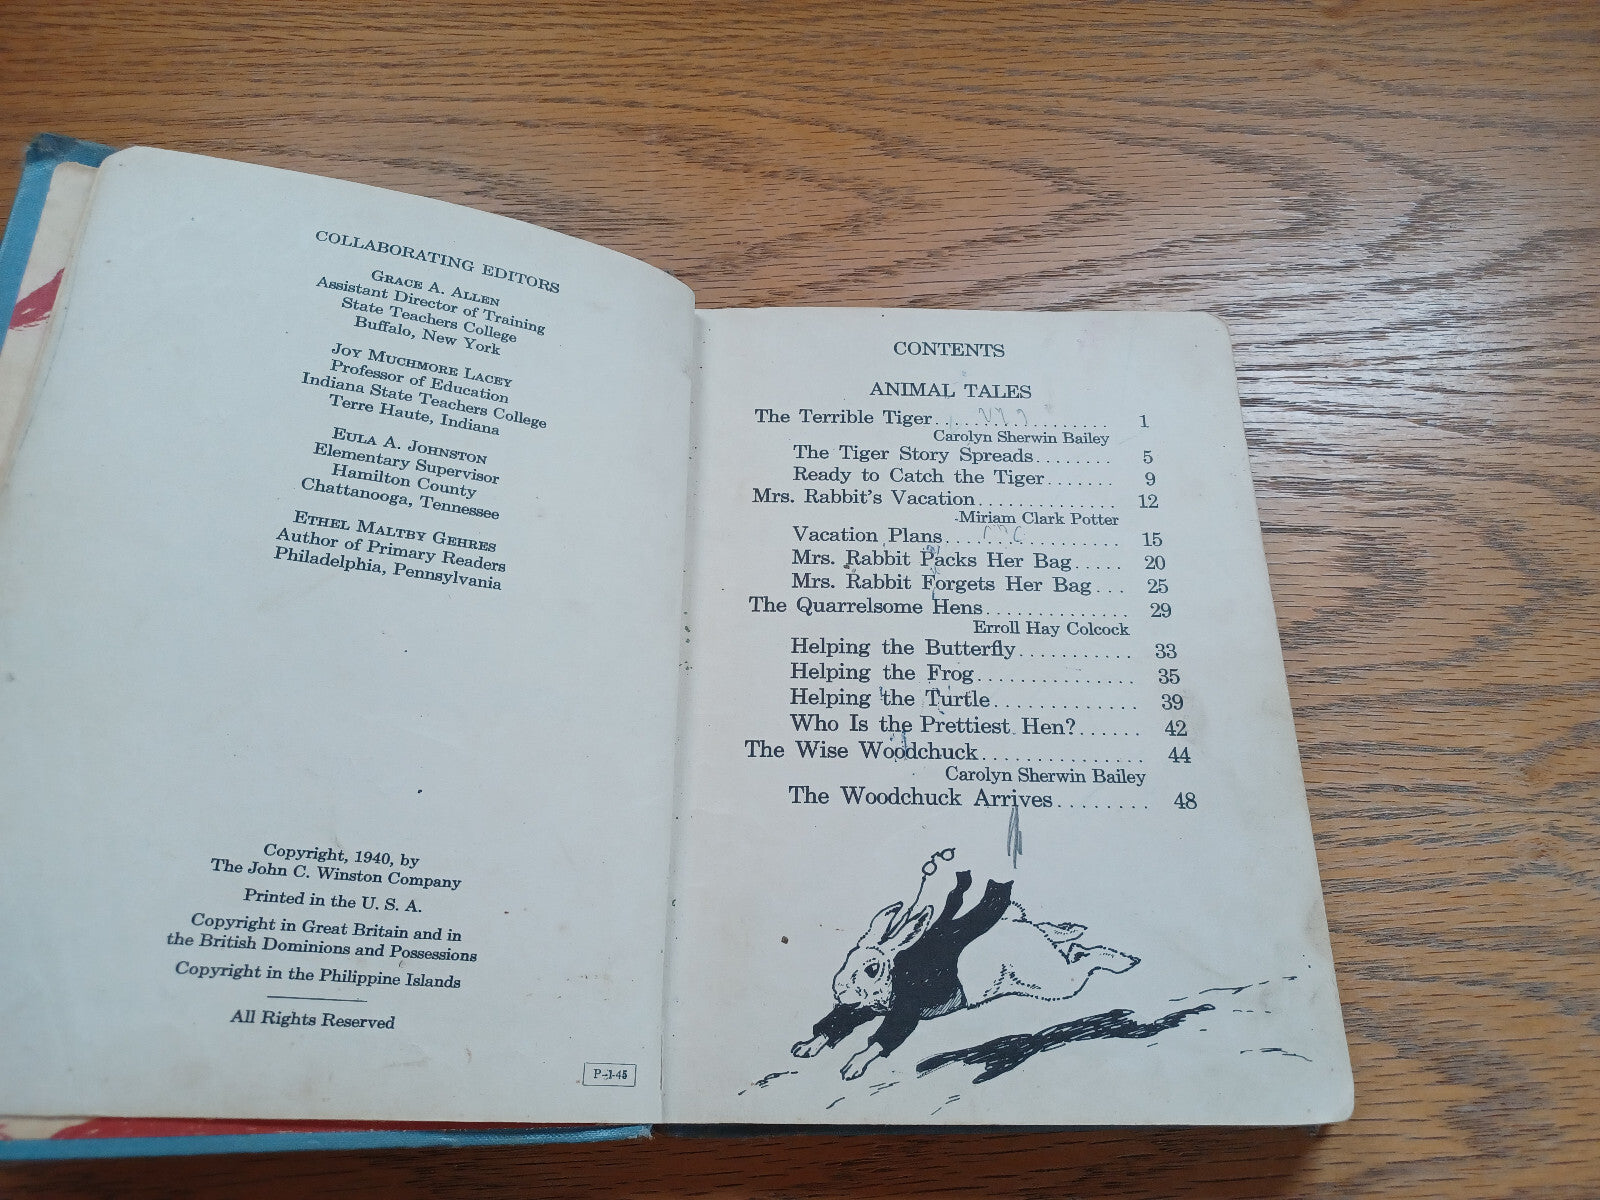 COLLABORATING EDITORS
GRACE A. ALLEN
Assistant Director of Training
State Teachers College
Buffalo, New York
JOY MUCHMORE LACEY
Professor of Education
Indiana State Teachers College
Terre Haute, Indiana
EULA A. JOHNSTON
Elementary Supervisor
Hamilton County
Chattanooga, Tennessee
ETHEL MALTBY GEHRES
Author of Primary Readers
Philadelphia, Pennsylvania
Copyright, 1940, by
The John C. Winston Company
Printed in the U. S. A.
Copyright in Great Britain and in
the British Dominions and Possessions
Copyright in the Philippine Islands
All Rights Reserved
P-1-45
CONTENTS
ANIMAL TALES
The Terrible Tiger.................. 1
Carolyn Sherwin Bailey
The Tiger Story Spreads........ 5
Ready to Catch the Tiger....... 9
Mrs. Rabbit's Vacation.............. 12
Miriam Clark Potter
Vacation Plans.................. 15
Mrs. Rabbit Packs Her Bag..... 20
Mrs. Rabbit Forgets Her Bag... 25
The Quarrelsome Hens.............. 29
Erroll Hay Colcock
Helping the Butterfly........... 33
Helping the Frog............... 35
Helping the Turtle............. 39
Who Is the Prettiest Hen?...... 42
The Wise Woodchuck............... 44
Carolyn Sherwin Bailey
The Woodchuck Arrives........ 48